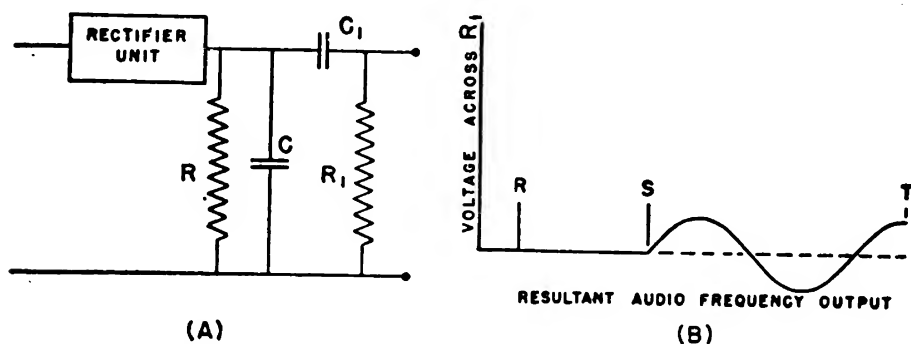 RECTIFIER
UNIT
C₁
R
C
R₁
(A)
VOLTAGE ACROSS R₁
R
S
T
RESULTANT AUDIO FREQUENCY OUTPUT
(B)